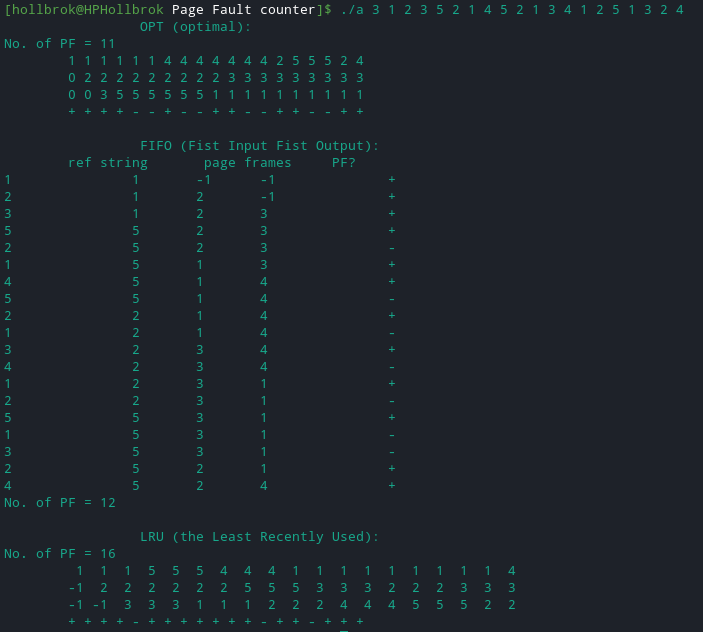 [hollbrok@HPHollbrok Page Fault counter]$ ./a 3 1 2 3 5 2 1 4 5 2 1 3 4 1 2 5 1 3 2 4
OPT (optimal):
No. of PF = 11
1 1 1 1 1 1 4 4 4 4 4 4 4 2 5 5 5 2 4
0 2 2 2 2 2 2 2 2 2 3 3 3 3 3 3 3 3 3
0 0 3 5 5 5 5 5 5 1 1 1 1 1 1 1 1 1 1
+ + + + - - + - - + + - - + + - - + +
FIFO (Fist Input Fist Output):
ref string page frames PF?
1 1 -1 -1 +
2 1 2 -1 +
3 1 2 3 +
5 5 2 3 +
2 5 2 3 -
1 5 1 3 +
4 5 1 4 +
5 5 1 4 -
2 2 1 4 +
1 2 1 4 -
3 2 3 4 +
4 2 3 4 -
1 2 3 1 +
2 2 3 1 -
5 5 3 1 +
1 5 3 1 -
3 5 3 1 -
2 5 2 1 +
4 5 2 4 +
No. of PF = 12
LRU (the Least Recently Used):
No. of PF = 16
1 1 1 5 5 5 4 4 4 1 1 1 1 1 1 1 1 1 4
-1 2 2 2 2 2 2 5 5 5 3 3 3 2 2 2 3 3 3
-1 -1 3 3 3 1 1 1 2 2 2 4 4 4 5 5 5 2 2
+ + + + - + + + + + + + - + + - + + +